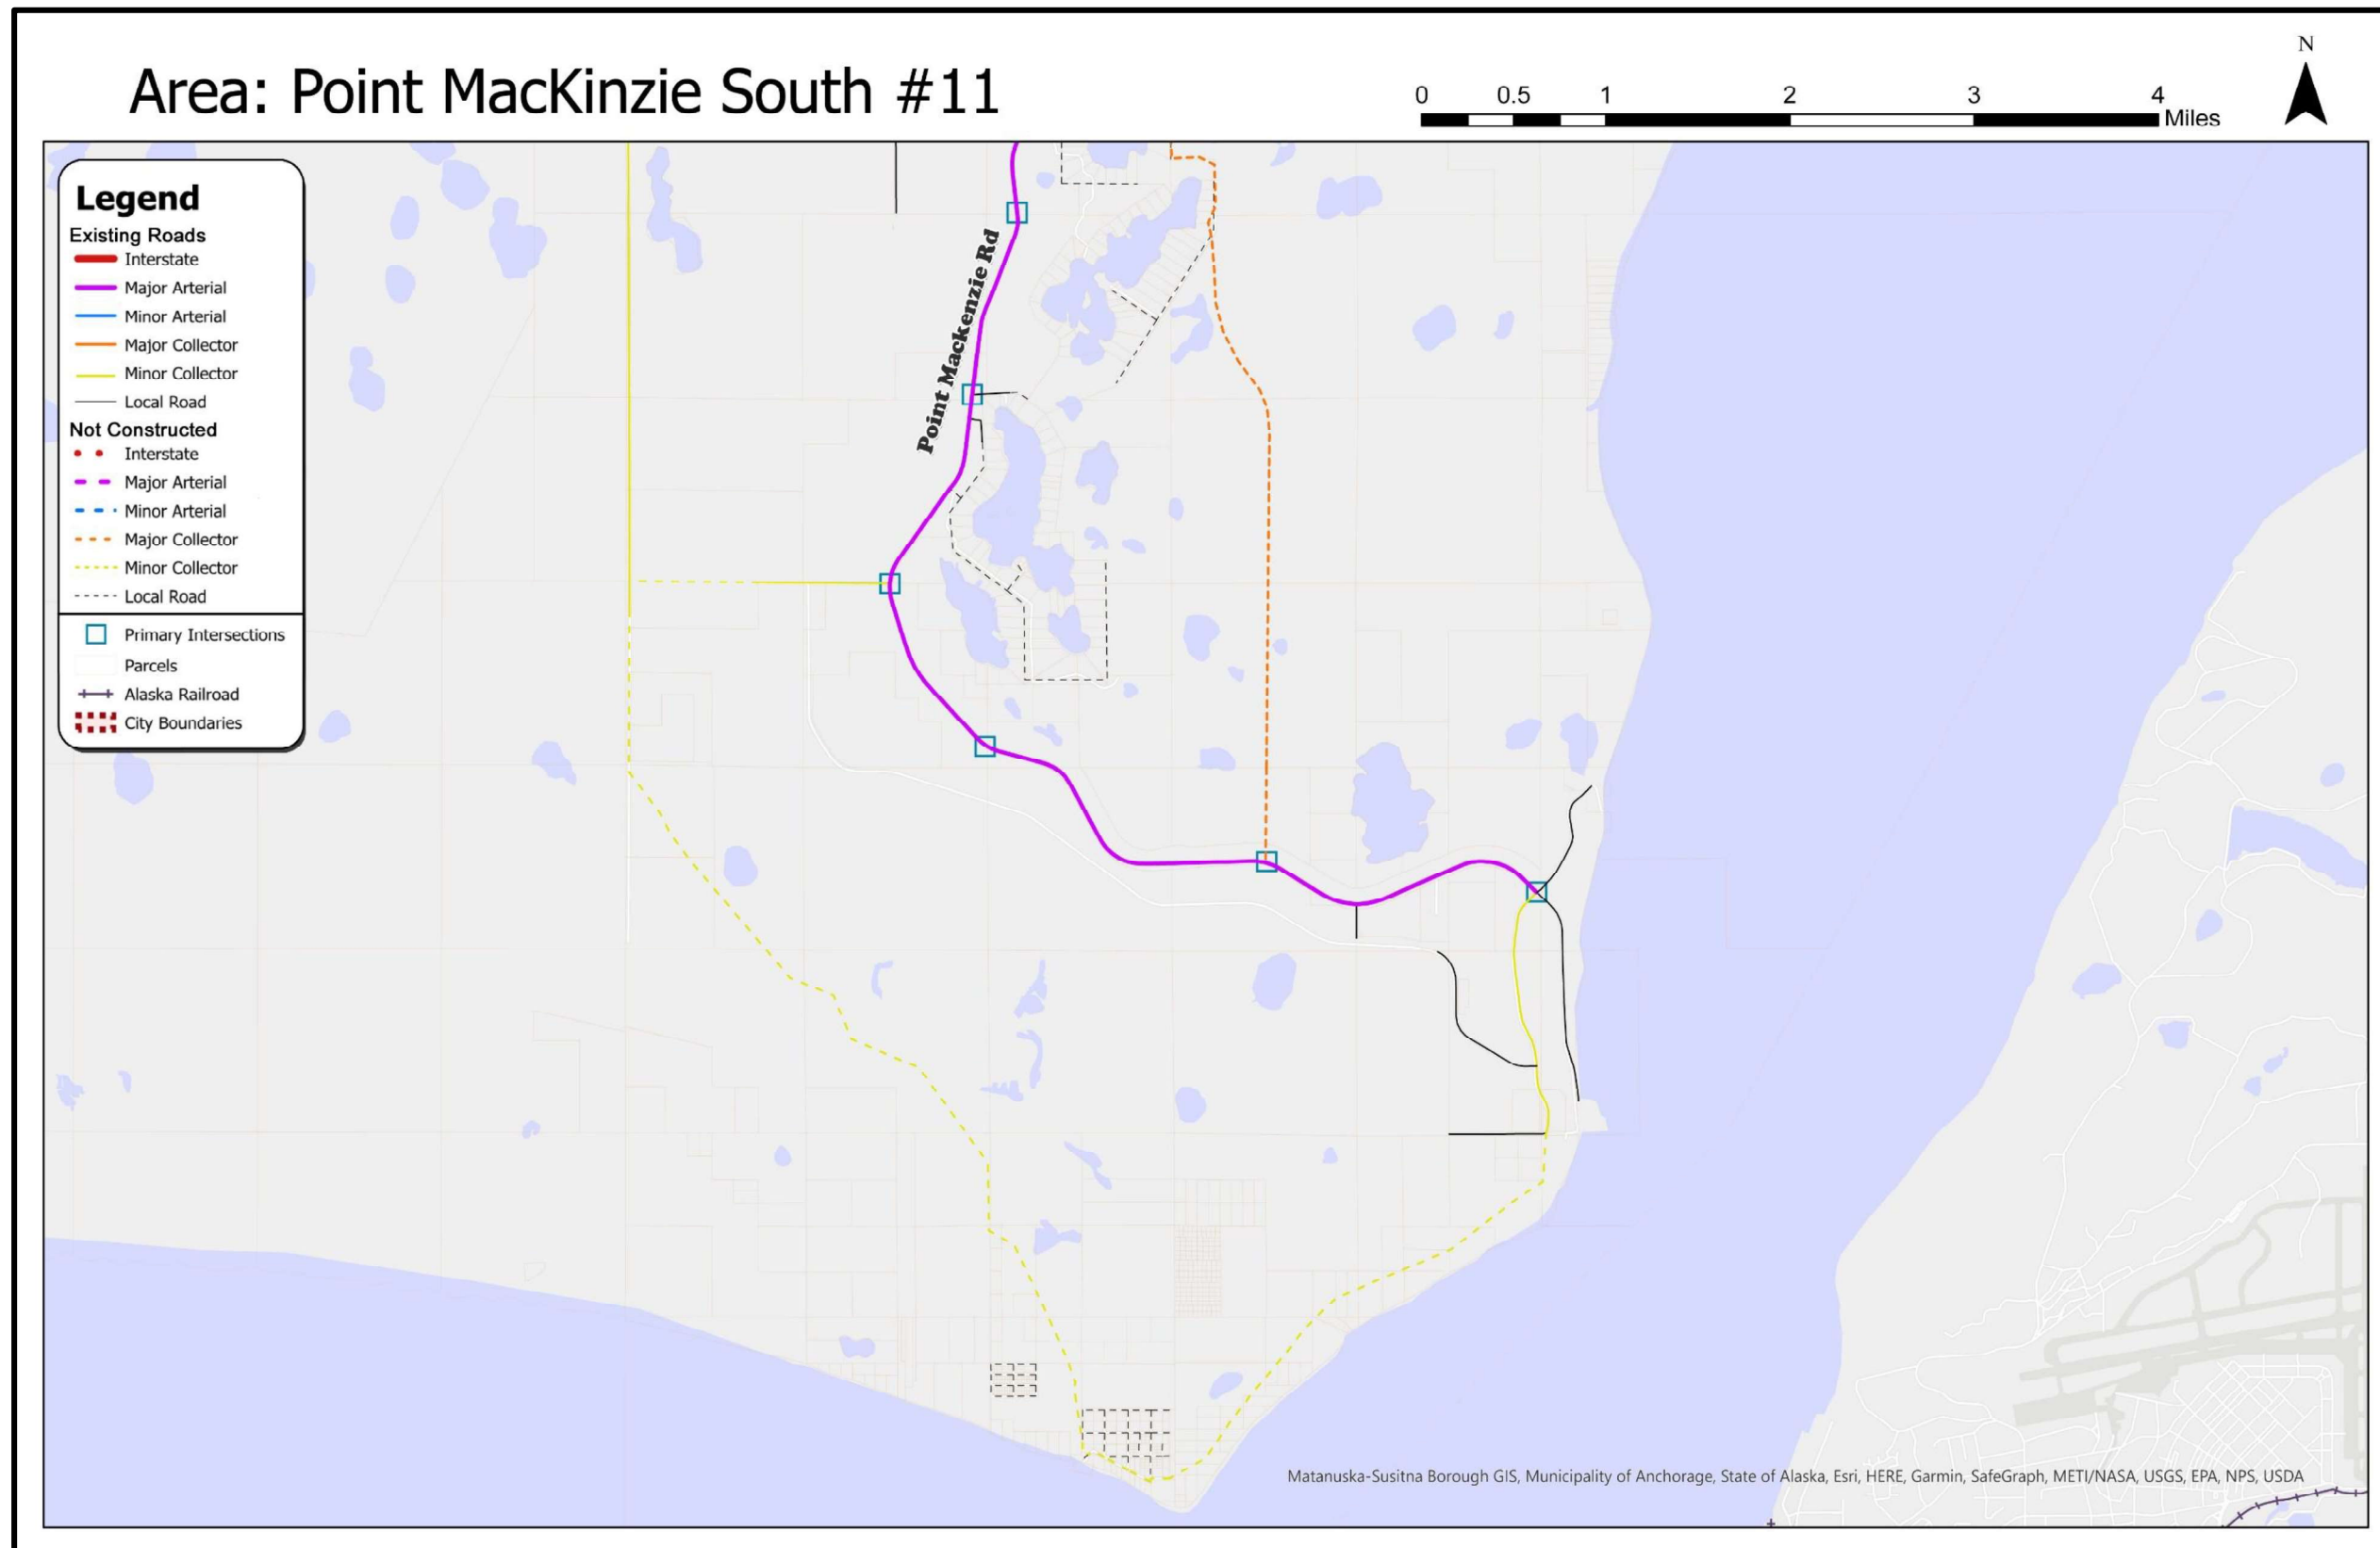 Area: Point MacKinzie South #11
0 0.5 1 2 3 4
Miles
N
Legend
Existing Roads
Interstate
Major Arterial
Minor Arterial
Major Collector
Minor Collector
Local Road
Not Constructed
Interstate
Major Arterial
Minor Arterial
Major Collector
Minor Collector
Local Road
Primary Intersections
Parcels
Alaska Railroad
City Boundaries
Point Mackenzie Rd
Matanuska-Susitna Borough GIS, Municipality of Anchorage, State of Alaska, Esri, HERE, Garmin, SafeGraph, METI/NASA, USGS, EPA, NPS, USDA